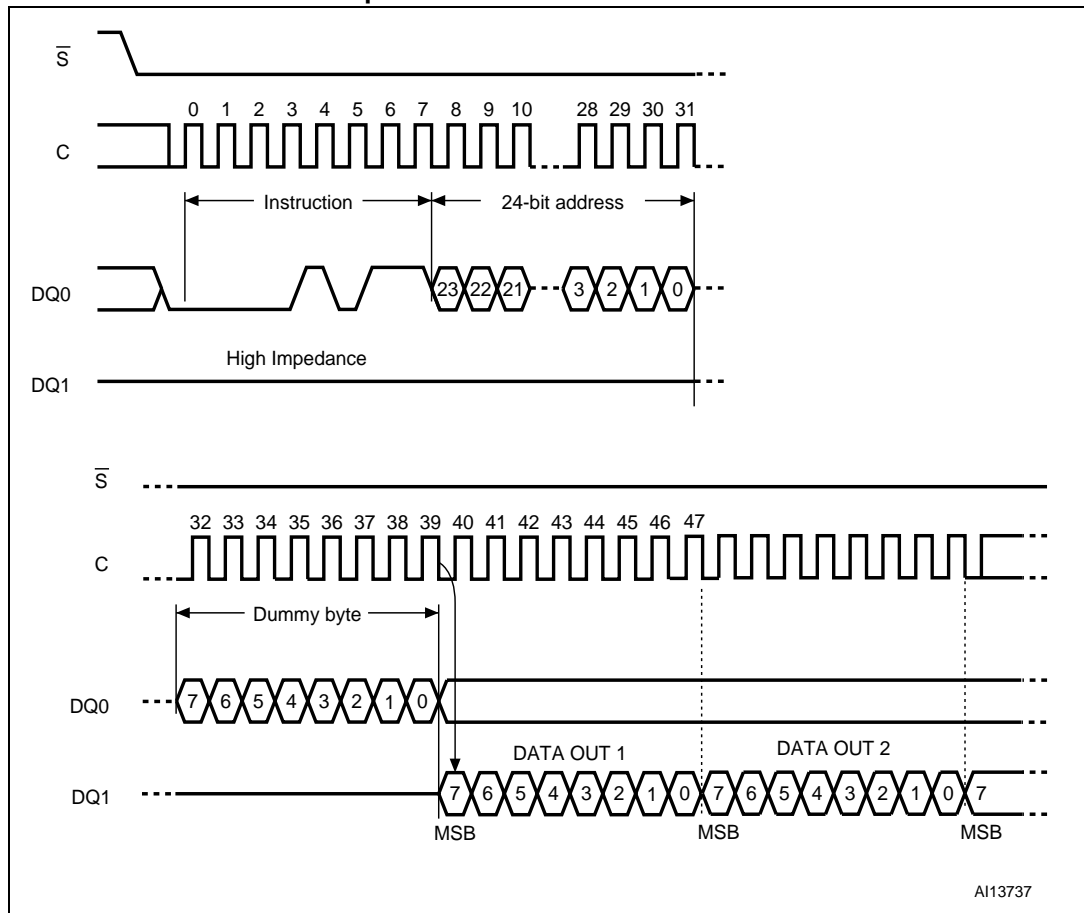 S
0 1 2 3 4 5 6 7 8 9 10 28 29 30 31
C
Instruction 24-bit address
DQ0 23 22 21 3 2 1 0
High Impedance
DQ1
S
32 33 34 35 36 37 38 39 40 41 42 43 44 45 46 47
C
Dummy byte
DQ0 7 6 5 4 3 2 1 0
DATA OUT 1 DATA OUT 2
DQ1 7 6 5 4 3 2 1 0 7 6 5 4 3 2 1 0 7
MSB MSB MSB
AI13737